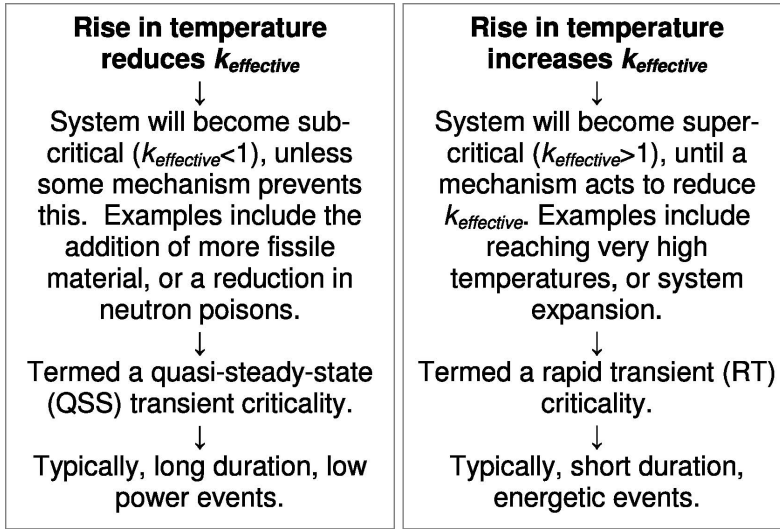 Rise in temperature
reduces keffective
↓
System will become sub-
critical (keffective<1), unless
some mechanism prevents
this. Examples include the
addition of more fissile
material, or a reduction in
neutron poisons.
↓
Termed a quasi-steady-state
(QSS) transient criticality.
↓
Typically, long duration, low
power events.
Rise in temperature
increases keffective
↓
System will become super-
critical (keffective>1), until a
mechanism acts to reduce
keffective. Examples include
reaching very high
temperatures, or system
expansion.
↓
Termed a rapid transient (RT)
criticality.
↓
Typically, short duration,
energetic events.